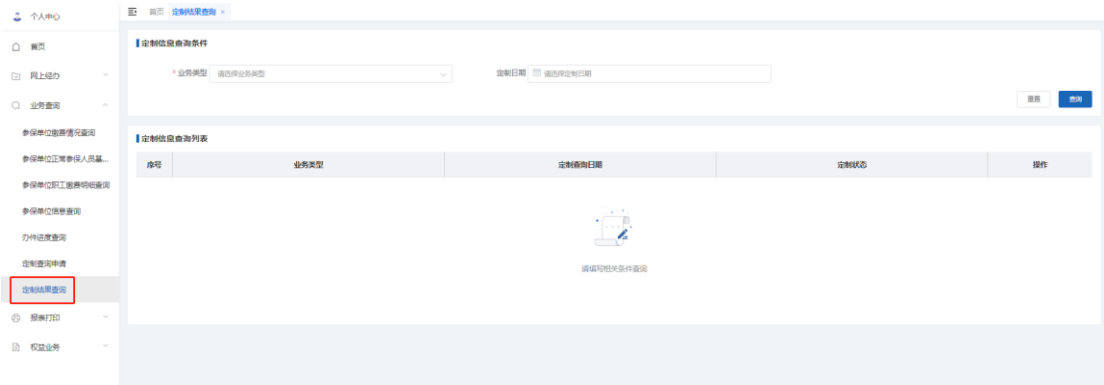 个人中心
首页
网上经办
业务查询
参保单位缴费情况查询
参保单位正常参保人员基...
参保单位职工缴费明细查询
参保单位信息查询
办件进度查询
定制查询申请
定制结果查询
报表打印
权益业务
首页 定制结果查询 ×
定制信息查询条件
* 业务类型 请选择业务类型 定制日期 请选择定制日期
重置 查询
定制信息查询列表
序号 业务类型 定制查询日期 定制状态 操作
请填写相关条件查询